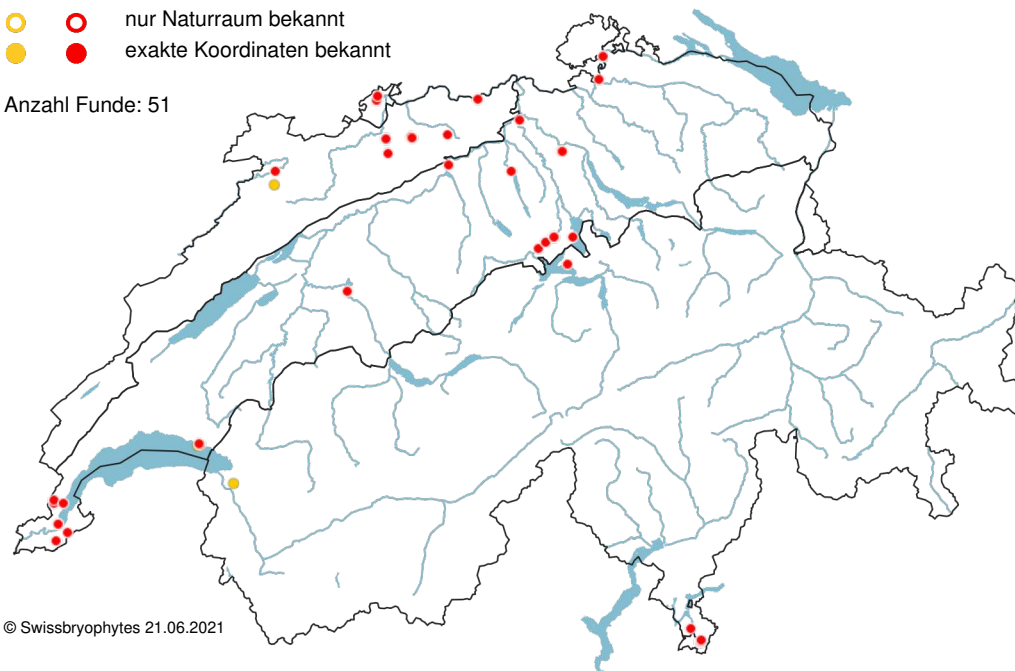 nur Naturraum bekannt
exakte Koordinaten bekannt
Anzahl Funde: 51
© Swissbryophytes 21.06.2021